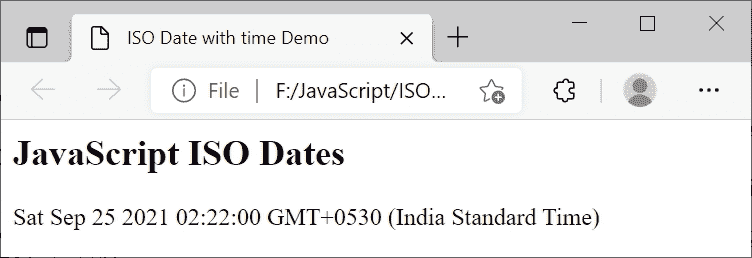 ISO Date with time Demo
File | F:/JavaScript/ISO...
JavaScript ISO Dates
Sat Sep 25 2021 02:22:00 GMT+0530 (India Standard Time)